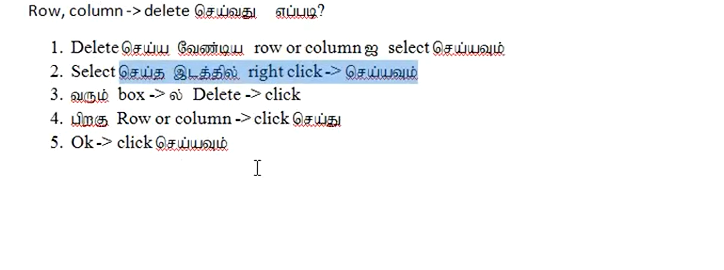 Row, column -> delete செய்வது எப்படி?
1. Delete செய்ய வேண்டிய row or column ஐ select செய்யவும்
2. Select செய்த இடத்தில் right click -> செய்யவும்
3. வரும் box -> ல் Delete -> click
4. பிறகு Row or column -> click செய்து
5. Ok -> click செய்யவும்